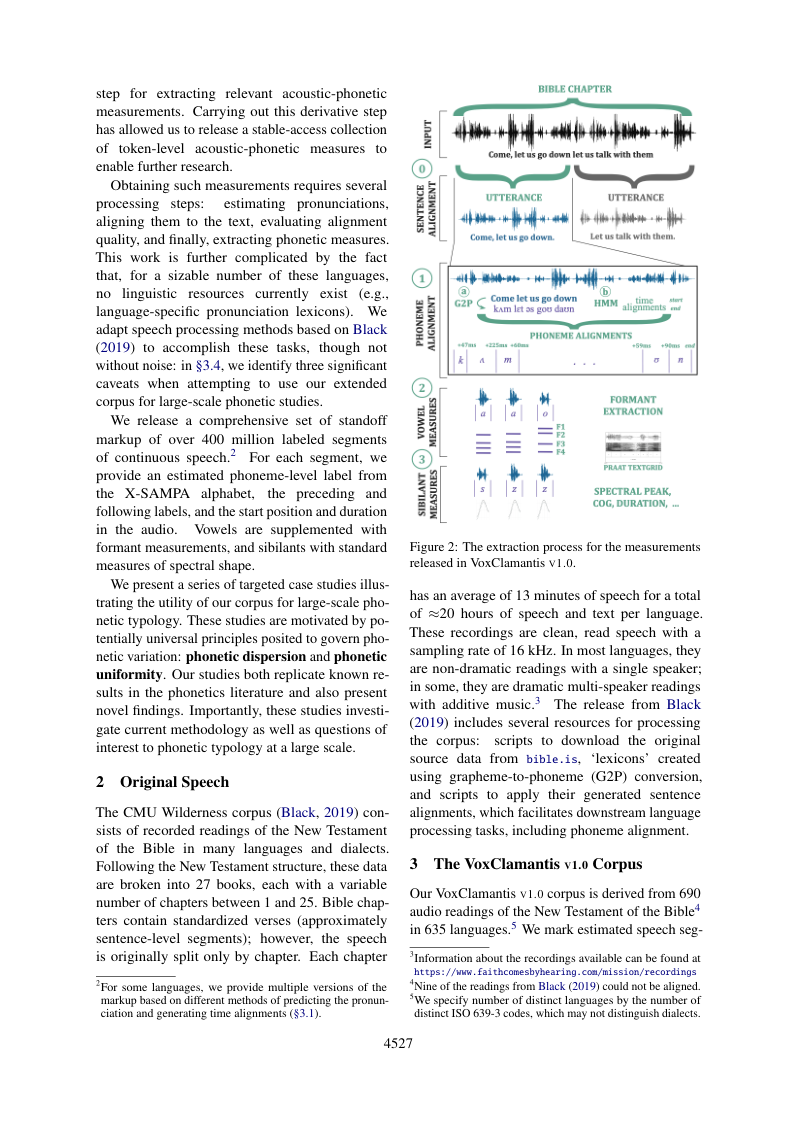 step for extracting relevant acoustic-phonetic
measurements. Carrying out this derivative step
has allowed us to release a stable-access collection
of token-level acoustic-phonetic measures to
enable further research.
Obtaining such measurements requires several
processing steps: estimating pronunciations,
aligning them to the text, evaluating alignment
quality, and finally, extracting phonetic measures.
This work is further complicated by the fact
that, for a sizable number of these languages,
no linguistic resources currently exist (e.g.,
language-specific pronunciation lexicons). We
adapt speech processing methods based on Black
(2019) to accomplish these tasks, though not
without noise: in §3.4, we identify three significant
caveats when attempting to use our extended
corpus for large-scale phonetic studies.
We release a comprehensive set of standoff
markup of over 400 million labeled segments
of continuous speech.² For each segment, we
provide an estimated phoneme-level label from
the X-SAMPA alphabet, the preceding and
following labels, and the start position and duration
in the audio. Vowels are supplemented with
formant measurements, and sibilants with standard
measures of spectral shape.
We present a series of targeted case studies illus-
trating the utility of our corpus for large-scale pho-
netic typology. These studies are motivated by po-
tentially universal principles posited to govern pho-
netic variation: phonetic dispersion and phonetic
uniformity. Our studies both replicate known re-
sults in the phonetics literature and also present
novel findings. Importantly, these studies investi-
gate current methodology as well as questions of
interest to phonetic typology at a large scale.
2 Original Speech
The CMU Wilderness corpus (Black, 2019) con-
sists of recorded readings of the New Testament
of the Bible in many languages and dialects.
Following the New Testament structure, these data
are broken into 27 books, each with a variable
number of chapters between 1 and 25. Bible chap-
ters contain standardized verses (approximately
sentence-level segments); however, the speech
is originally split only by chapter. Each chapter
²For some languages, we provide multiple versions of the
markup based on different methods of predicting the pronun-
ciation and generating time alignments (§3.1).
BIBLE CHAPTER
INPUT
Come, let us go down let us talk with them
0
SENTENCE ALIGNMENT
UTTERANCE UTTERANCE
Come, let us go down. Let us talk with them.
1
PHONEME ALIGNMENT
a b
G2P Come let us go down HMM time alignments start end
kʌm lɛt əs goʊ daʊn
PHONEME ALIGNMENTS
+47ms +225ms +60ms +59ms +90ms end
k ʌ m . . . ʊ n
2
VOWEL MEASURES
a a o
F1
F2
F3
F4
FORMANT
EXTRACTION
PRAAT TEXTGRID
3
SIBILANT MEASURES
s z z
SPECTRAL PEAK,
COG, DURATION, ...
Figure 2: The extraction process for the measurements
released in VoxClamantis V1.0.
has an average of 13 minutes of speech for a total
of ≈20 hours of speech and text per language.
These recordings are clean, read speech with a
sampling rate of 16 kHz. In most languages, they
are non-dramatic readings with a single speaker;
in some, they are dramatic multi-speaker readings
with additive music.³ The release from Black
(2019) includes several resources for processing
the corpus: scripts to download the original
source data from bible.is, ‘lexicons’ created
using grapheme-to-phoneme (G2P) conversion,
and scripts to apply their generated sentence
alignments, which facilitates downstream language
processing tasks, including phoneme alignment.
3 The VoxClamantis V1.0 Corpus
Our VoxClamantis V1.0 corpus is derived from 690
audio readings of the New Testament of the Bible⁴
in 635 languages.⁵ We mark estimated speech seg-
³Information about the recordings available can be found at
https://www.faithcomesbyhearing.com/mission/recordings
⁴Nine of the readings from Black (2019) could not be aligned.
⁵We specify number of distinct languages by the number of
distinct ISO 639-3 codes, which may not distinguish dialects.
4527